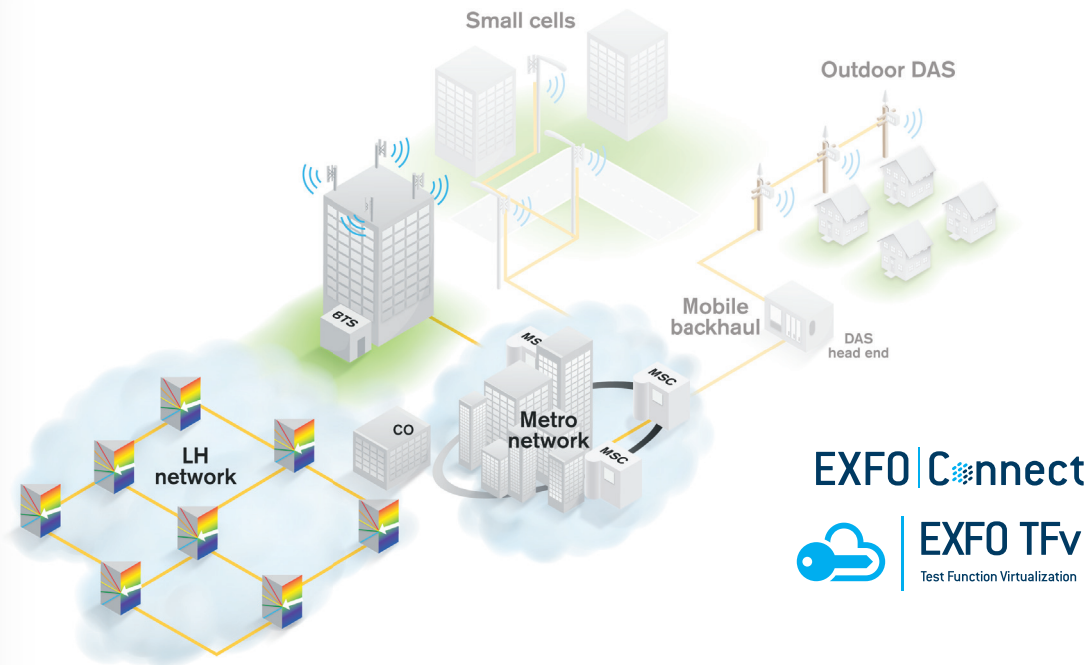 Small cells
Outdoor DAS
BTS
Mobile
backhaul
DAS
head end
MS
MSC
CO
Metro
network
MSC
LH
network
EXFO Connect
EXFO TFv
Test Function Virtualization